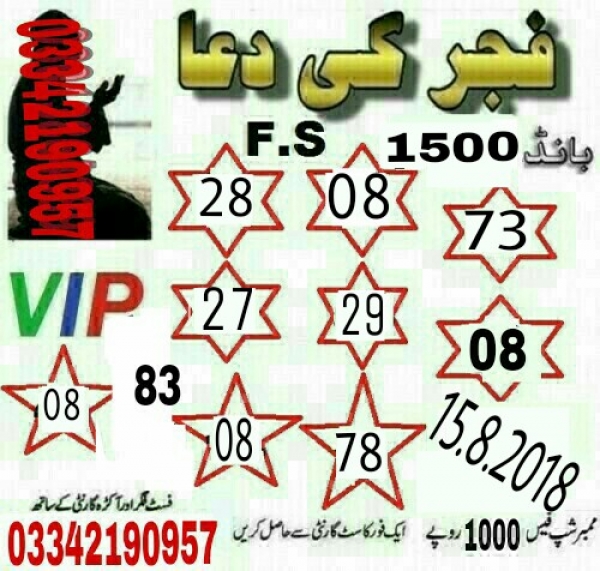 فجر کی دعا
03342190957
F.S
1500 بانڈ
28 08 73
VIP
27 29 08
08 83 08 78
15.8.2018
فسٹ فگر اور آکڑہ گارنٹی کے ساتھ
03342190957
ایک فور کاسٹ گارنٹی سے حاصل کریں
ممبر شپ فیس 1000 روپے